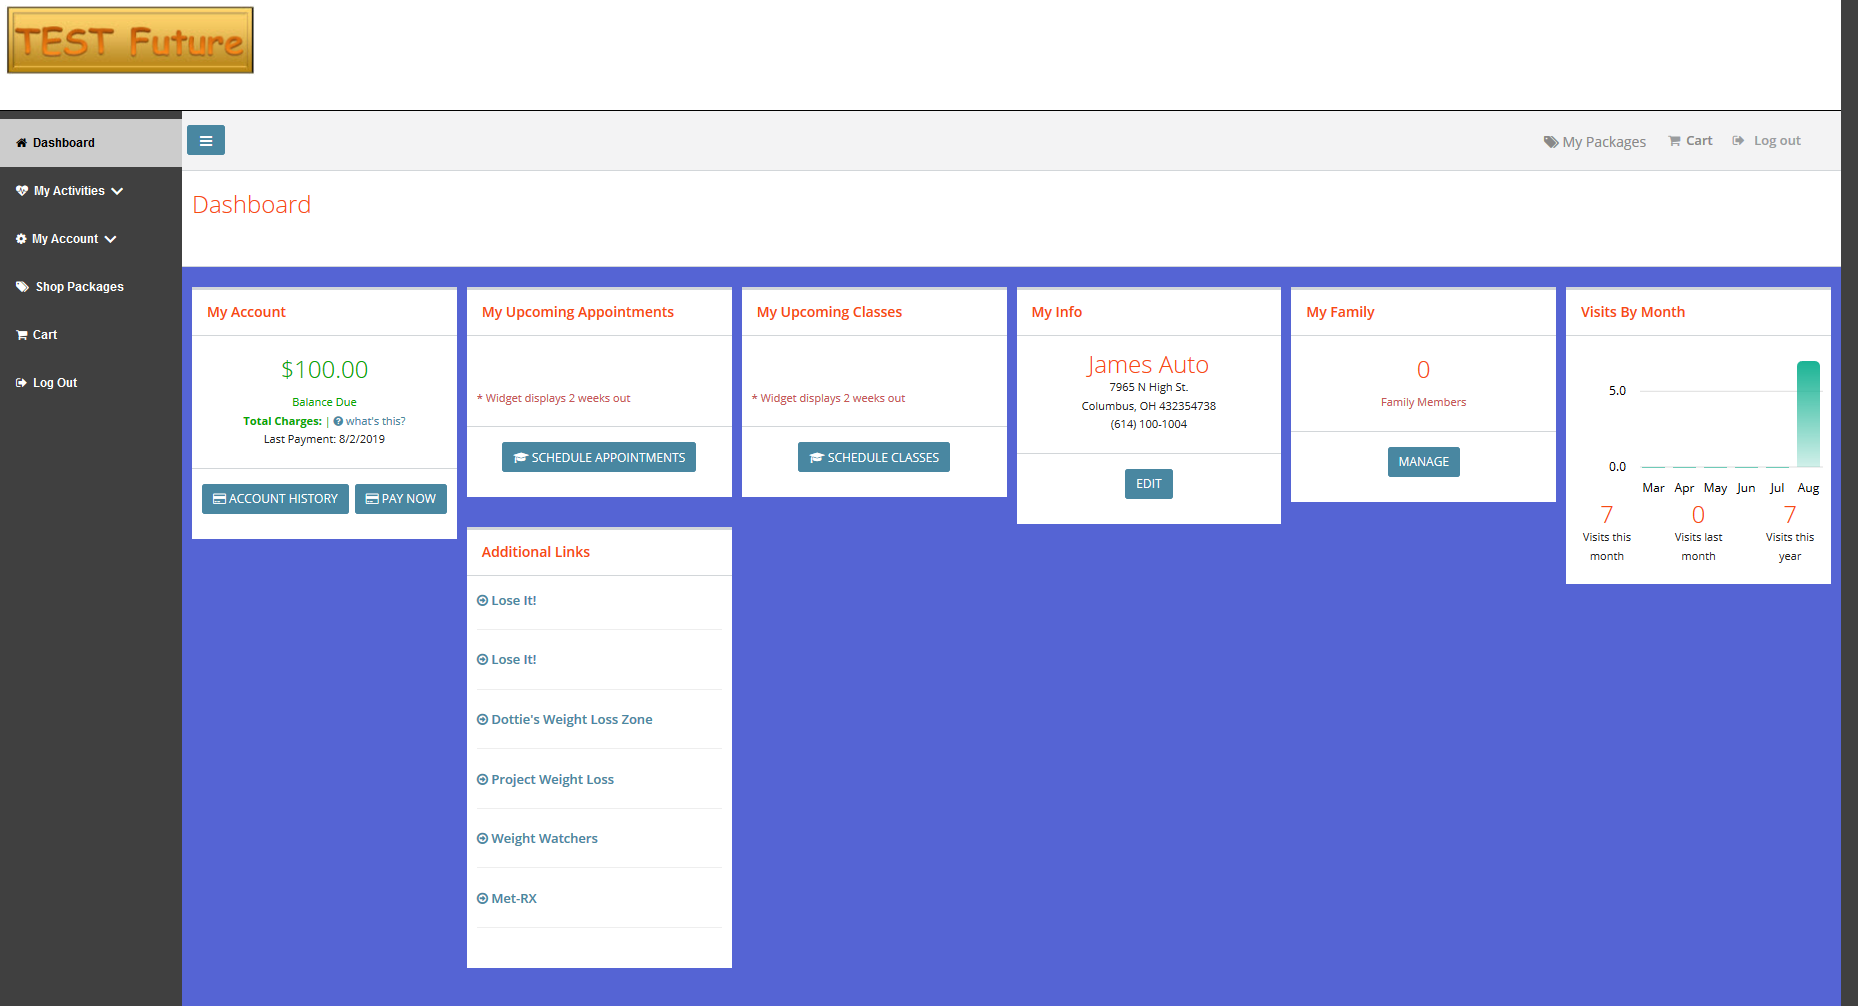 TEST Future
Dashboard
My Activities
My Account
Shop Packages
Cart
Log Out
My Packages
Cart
Log out
Dashboard
My Account
$100.00
Balance Due
Total Charges: | what's this?
Last Payment: 8/2/2019
ACCOUNT HISTORY
PAY NOW
My Upcoming Appointments
* Widget displays 2 weeks out
SCHEDULE APPOINTMENTS
My Upcoming Classes
* Widget displays 2 weeks out
SCHEDULE CLASSES
My Info
James Auto
7965 N High St.
Columbus, OH 432354738
(614) 100-1004
EDIT
My Family
0
Family Members
MANAGE
Visits By Month
5.0
0.0
Mar Apr May Jun Jul Aug
7
Visits this
month
0
Visits last
month
7
Visits this
year
Additional Links
Lose It!
Lose It!
Dottie's Weight Loss Zone
Project Weight Loss
Weight Watchers
Met-RX